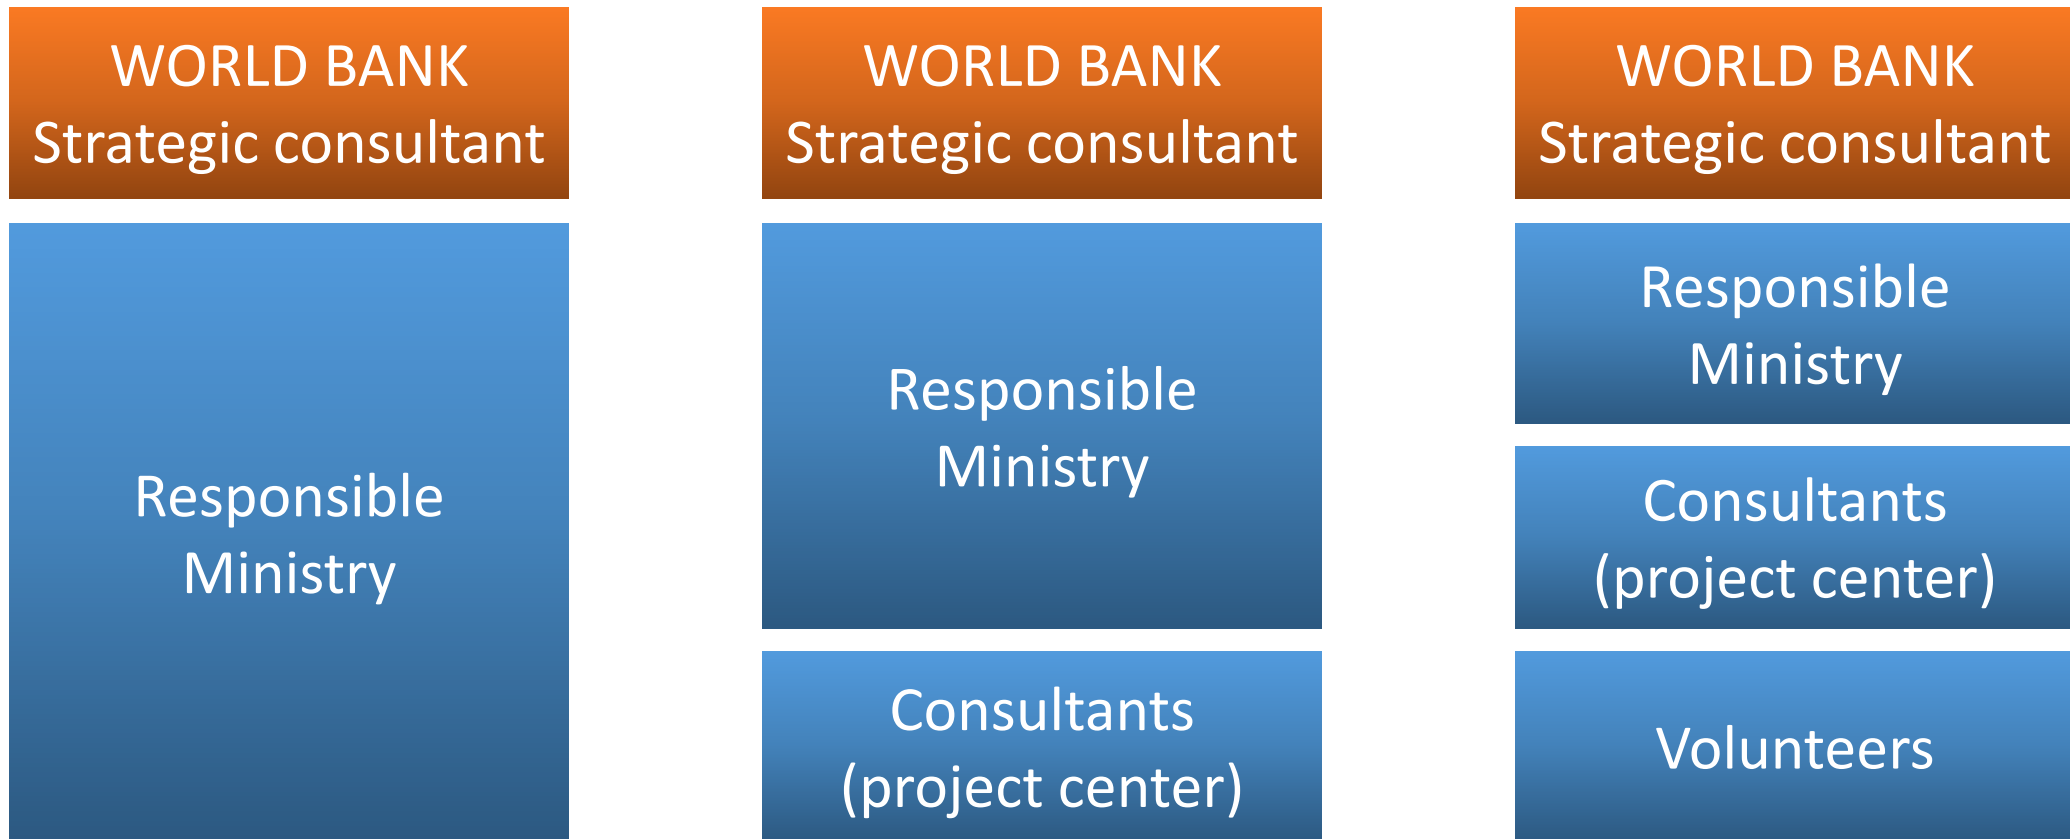 WORLD BANK
Strategic consultant
Responsible
Ministry
WORLD BANK
Strategic consultant
Responsible
Ministry
Consultants
(project center)
WORLD BANK
Strategic consultant
Responsible
Ministry
Consultants
(project center)
Volunteers